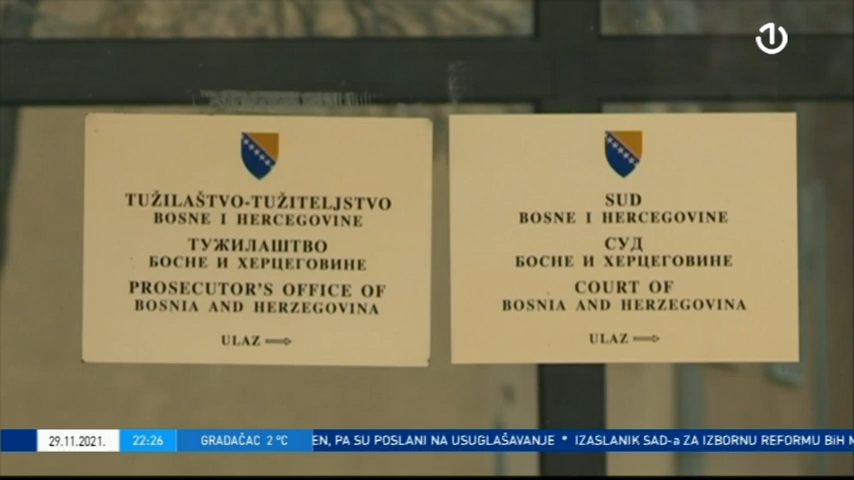 TUŽILAŠTVO-TUŽITELJSTVO
BOSNE I HERCEGOVINE
ТУЖИЛАШТВО
БОСНЕ И ХЕРЦЕГОВИНЕ
PROSECUTOR'S OFFICE OF
BOSNIA AND HERZEGOVINA
ULAZ
SUD
BOSNE I HERCEGOVINE
СУД
БОСНЕ И ХЕРЦЕГОВИНЕ
COURT OF
BOSNIA AND HERZEGOVINA
ULAZ
29.11.2021. 22:26 GRADAČAC 2 °C EN, PA SU POSLANI NA USUGLAŠAVANJE * IZASLANIK SAD-a ZA IZBORNU REFORMU BiH M